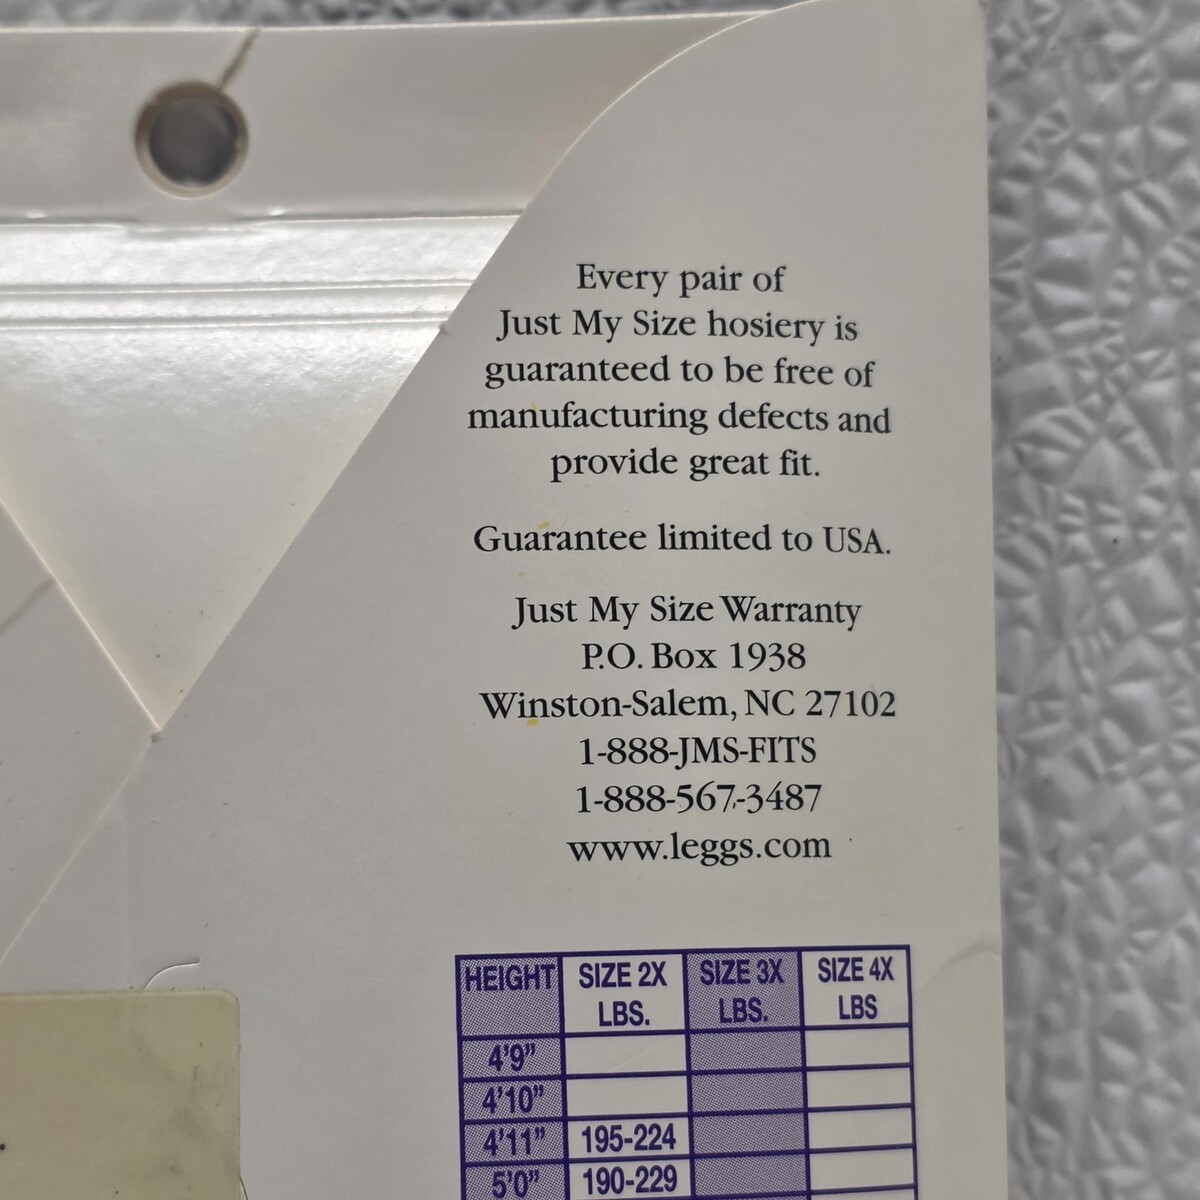 Every pair of
Just My Size hosiery is
guaranteed to be free of
manufacturing defects and
provide great fit.
Guarantee limited to USA.
Just My Size Warranty
P.O. Box 1938
Winston-Salem, NC 27102
1-888-JMS-FITS
1-888-567-3487
www.leggs.com
HEIGHT SIZE 2X LBS. SIZE 3X LBS. SIZE 4X LBS
4'9"
4'10"
4'11" 195-224
5'0" 190-229